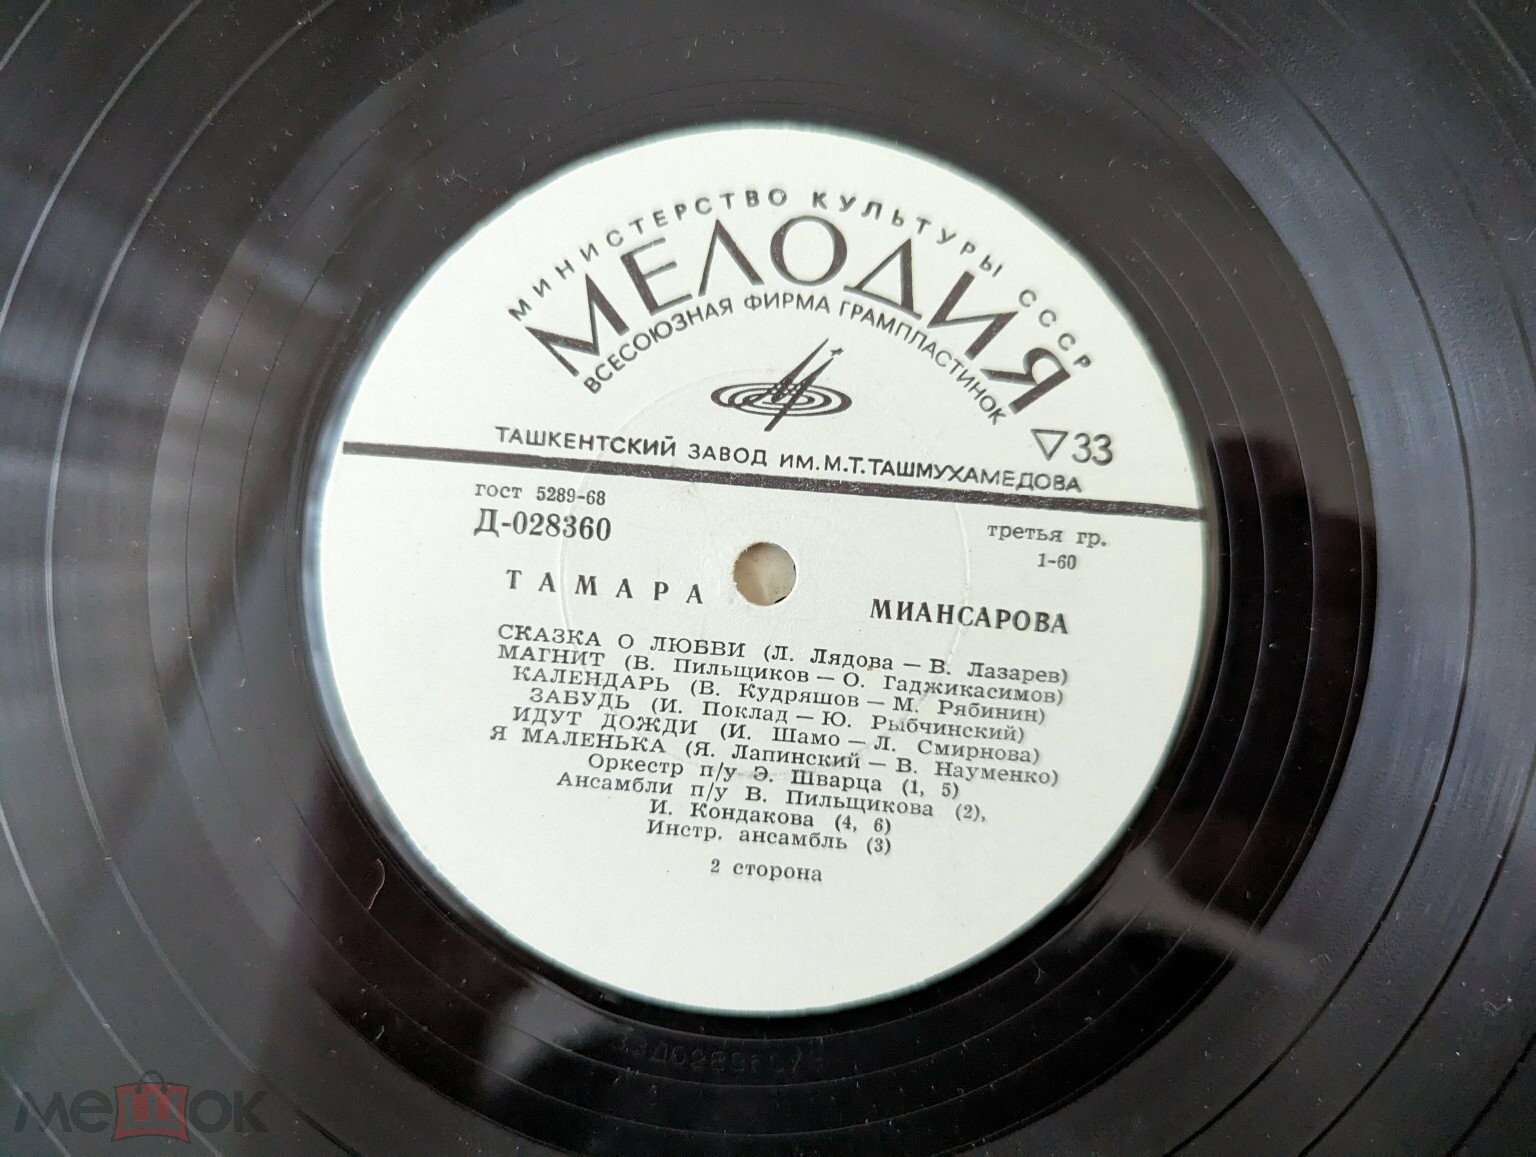 МИНИСТЕРСТВО КУЛЬТУРЫ СССР
МЕЛОДИЯ
ВСЕСОЮЗНАЯ ФИРМА ГРАМПЛАСТИНОК
33
ТАШКЕНТСКИЙ ЗАВОД ИМ. М.Т. ТАШМУХАМЕДОВА
гост 5289-68
Д-028360
третья гр.
1-60
ТАМАРА МИАНСАРОВА
СКАЗКА О ЛЮБВИ (Л. Лядова — В. Лазарев)
МАГНИТ (В. Пильщиков — О. Гаджикасимов)
КАЛЕНДАРЬ (В. Кудряшов — М. Рябинин)
ЗАБУДЬ (И. Поклад — Ю. Рыбчинский)
ИДУТ ДОЖДИ (И. Шамо — Л. Смирнова)
Я МАЛЕНЬКА (Я. Лапинский — В. Науменко)
Оркестр п/у Э. Шварца (1, 5)
Ансамбли п/у В. Пильщикова (2),
И. Кондакова (4, 6)
Инстр. ансамбль (3)
2 сторона
мешок